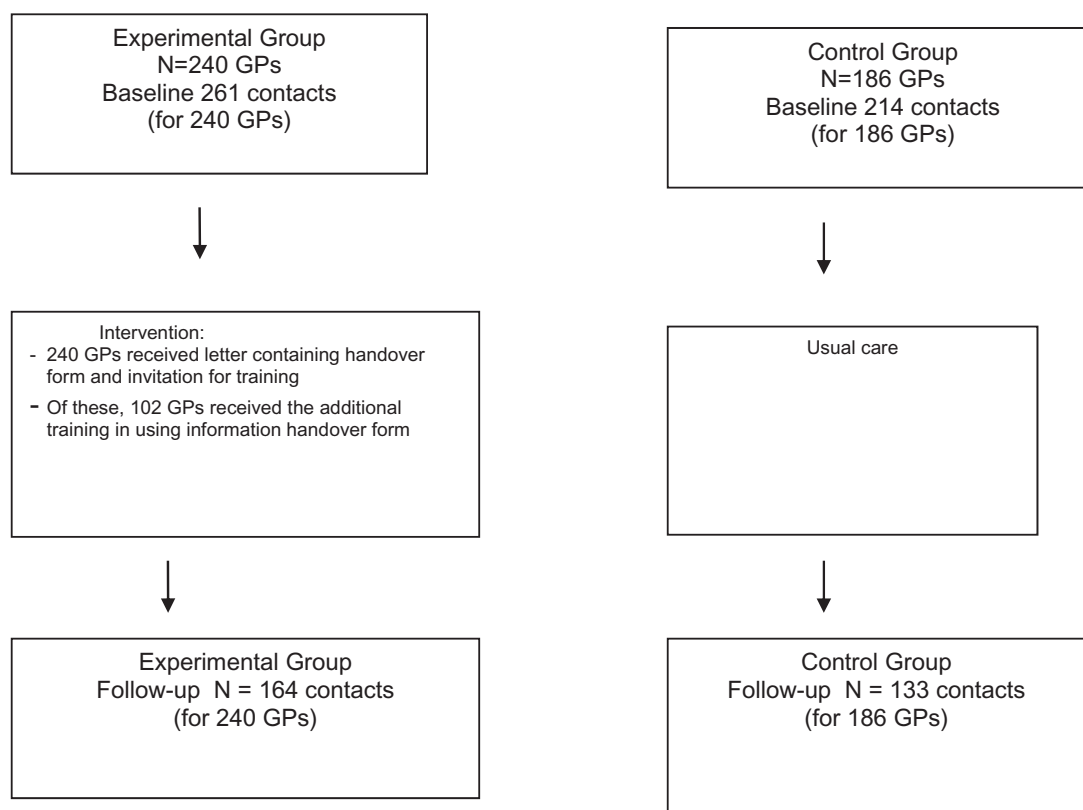 Experimental Group
N=240 GPs
Baseline 261 contacts
(for 240 GPs)
Control Group
N=186 GPs
Baseline 214 contacts
(for 186 GPs)
Intervention:
- 240 GPs received letter containing handover
form and invitation for training
- Of these, 102 GPs received the additional
training in using information handover form
Usual care
Experimental Group
Follow-up N = 164 contacts
(for 240 GPs)
Control Group
Follow-up N = 133 contacts
(for 186 GPs)